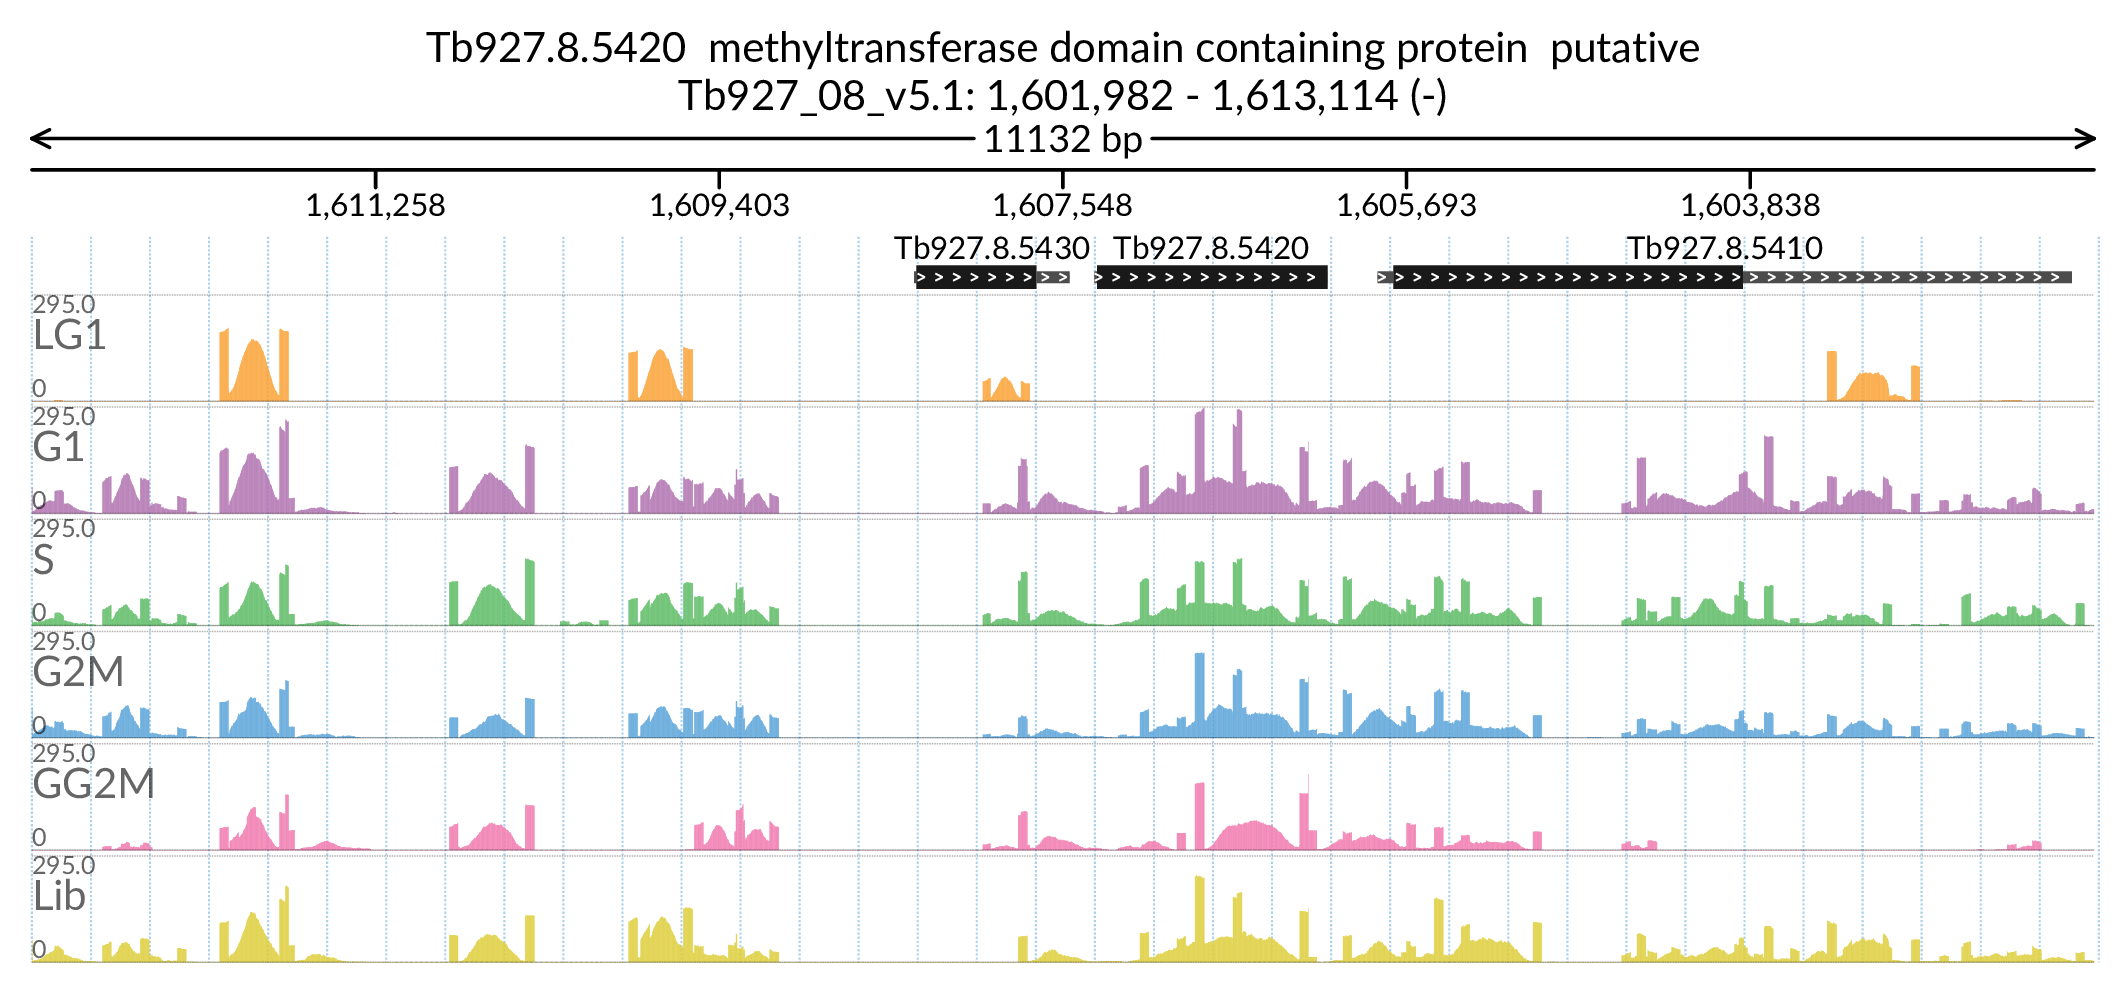 Tb927.8.5420  methyltransferase domain containing protein  putative
Tb927_08_v5.1: 1,601,982 - 1,613,114 (-)
11132 bp
1,611,258 1,609,403 1,607,548 1,605,693 1,603,838
Tb927.8.5430 Tb927.8.5420 Tb927.8.5410
295.0
LG1
0
295.0
G1
0
295.0
S
0
295.0
G2M
0
295.0
GG2M
0
295.0
Lib
0